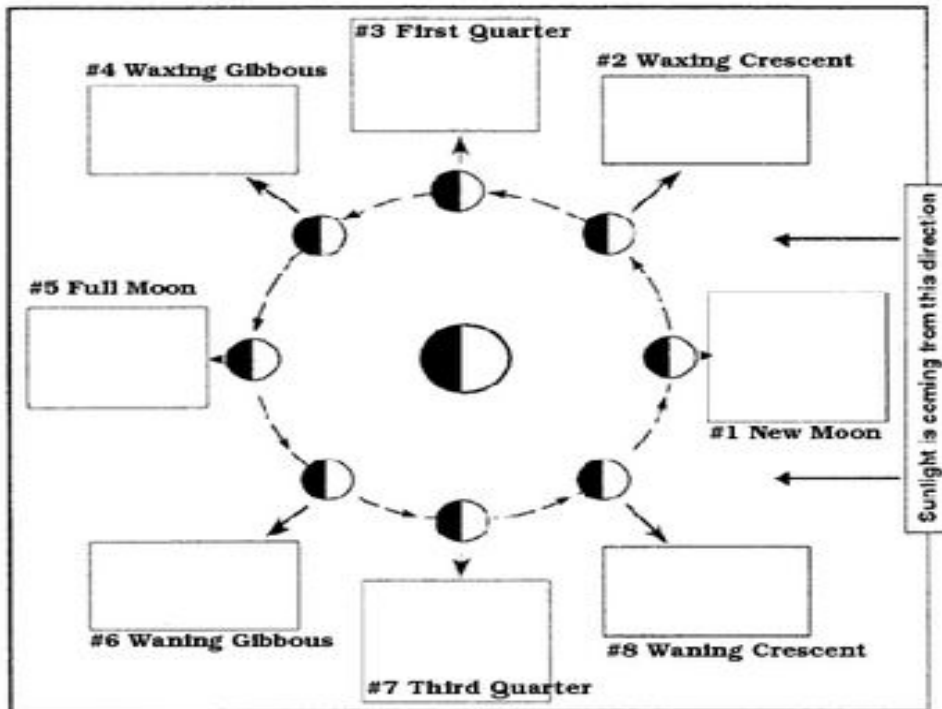 #3 First Quarter
#4 Waxing Gibbous
#2 Waxing Crescent
#5 Full Moon
#1 New Moon
Sunlight is coming from this direction
#6 Waning Gibbous
#8 Waning Crescent
#7 Third Quarter